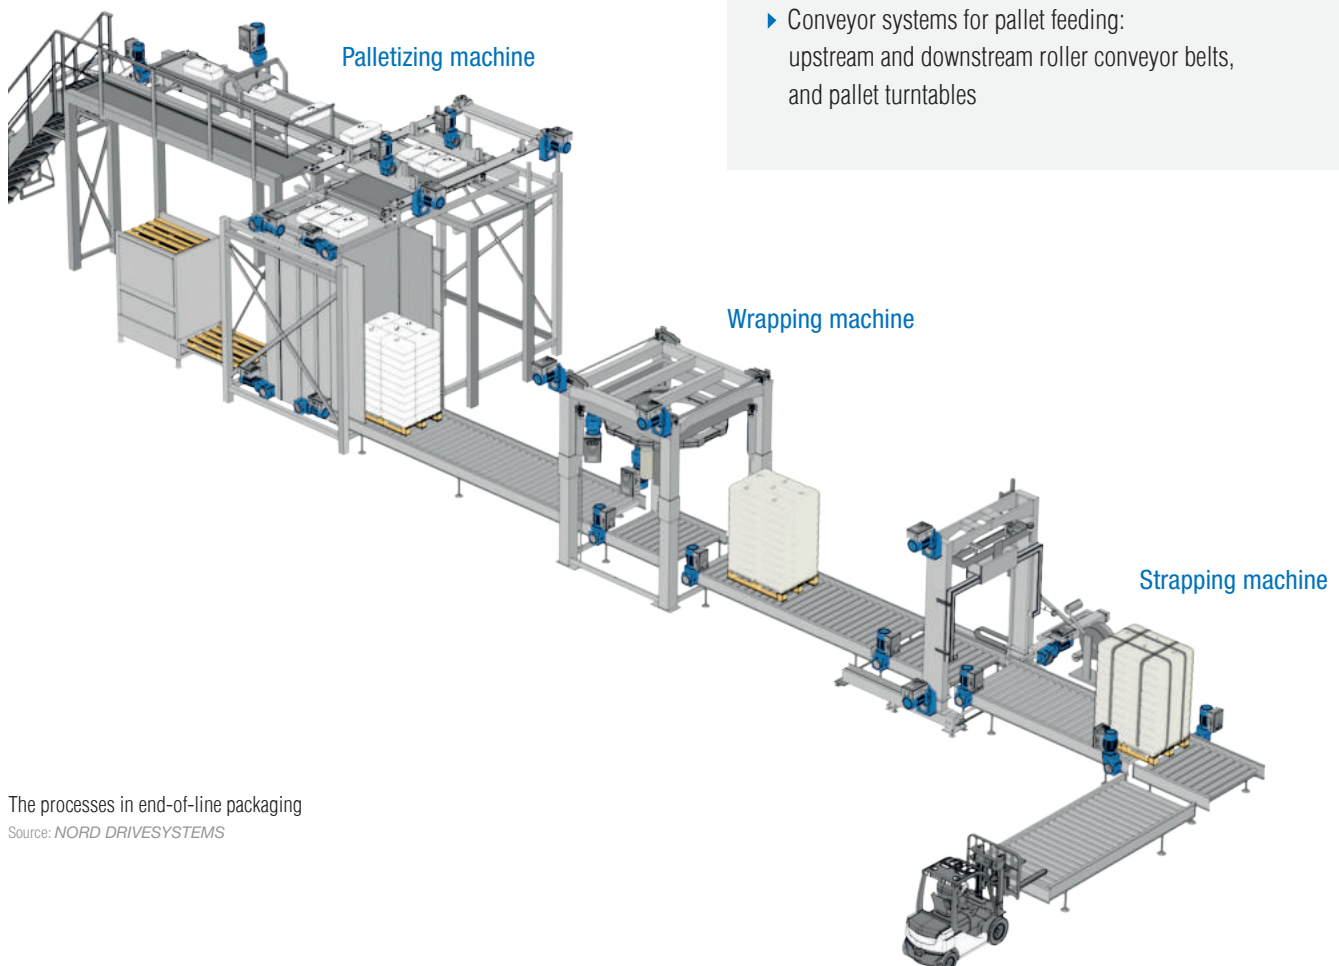 Palletizing machine
▶ Conveyor systems for pallet feeding:
upstream and downstream roller conveyor belts,
and pallet turntables
Wrapping machine
Strapping machine
The processes in end-of-line packaging
Source: NORD DRIVESYSTEMS